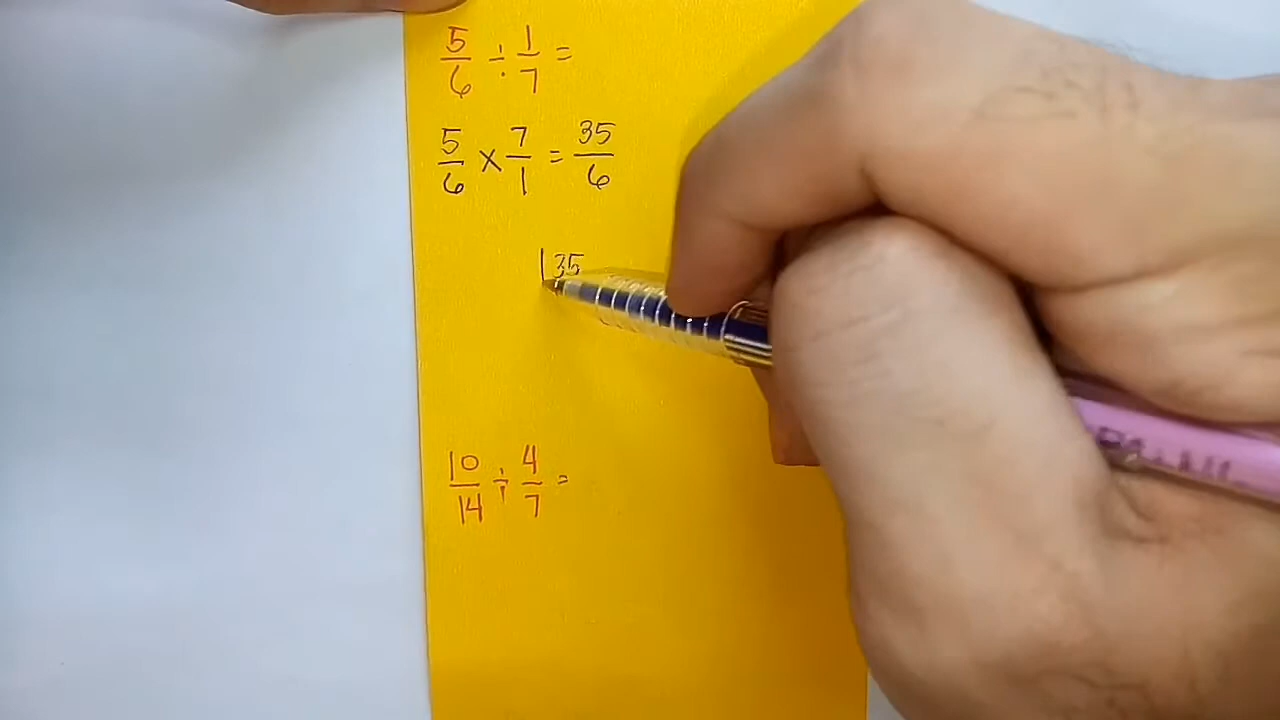 5/6 ÷ 1/7 =
5/6 × 7/1 = 35/6
35
10/14 ÷ 4/7 =